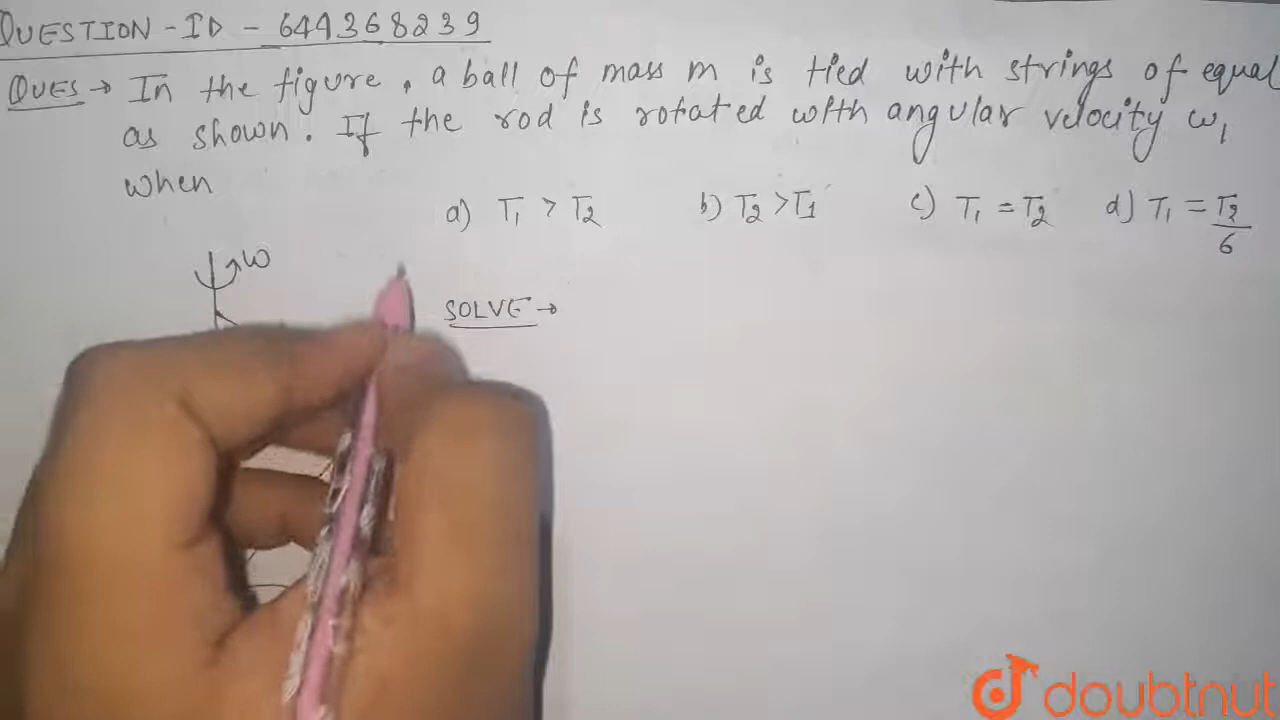 QUESTION-ID - 644368239
QUES → In the figure, a ball of mass m is tied with strings of equal
as shown. If the rod is rotated with angular velocity ω,
when
a) T₁ > T₂ b) T₂ > T₁ c) T₁ = T₂ d) T₁ = T₂/6
ω
SOLVE →
doubtnut